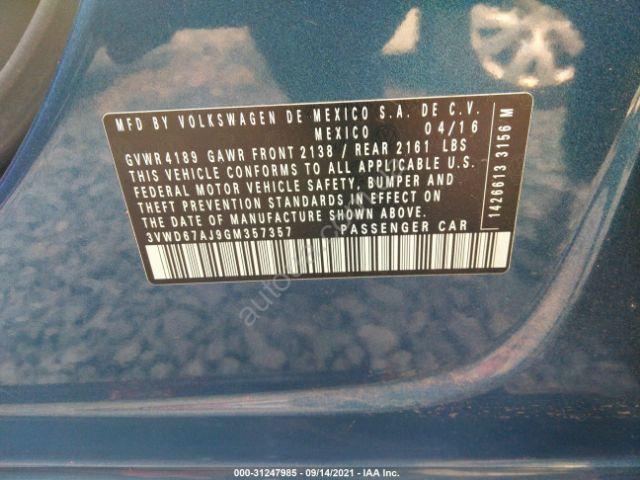 MFD BY VOLKSWAGEN DE MEXICO S.A. DE C.V.
MEXICO 04/16
GVWR 4189 GAWR FRONT 2138 / REAR 2161 LBS
THIS VEHICLE CONFORMS TO ALL APPLICABLE U.S.
FEDERAL MOTOR VEHICLE SAFETY, BUMPER AND
THEFT PREVENTION STANDARDS IN EFFECT ON
THE DATE OF MANUFACTURE SHOWN ABOVE.
3VWD67AJ9GM357357 PASSENGER CAR
1426613 3156 M
000-31247985 - 09/14/2021 - IAA Inc.